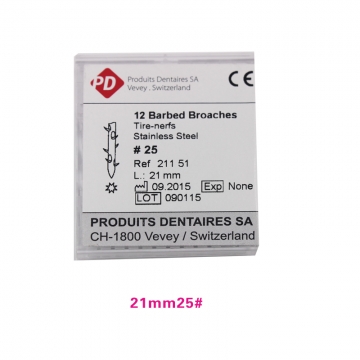 PD
Produits Dentaires SA
Vevey . Switzerland
CE
12 Barbed Broaches
Tire-nerfs
Stainless Steel
# 25
Ref 211 51
L.: 21 mm
09.2015 Exp None
LOT 090115
PRODUITS DENTAIRES SA
CH-1800 Vevey / Switzerland
21mm25#